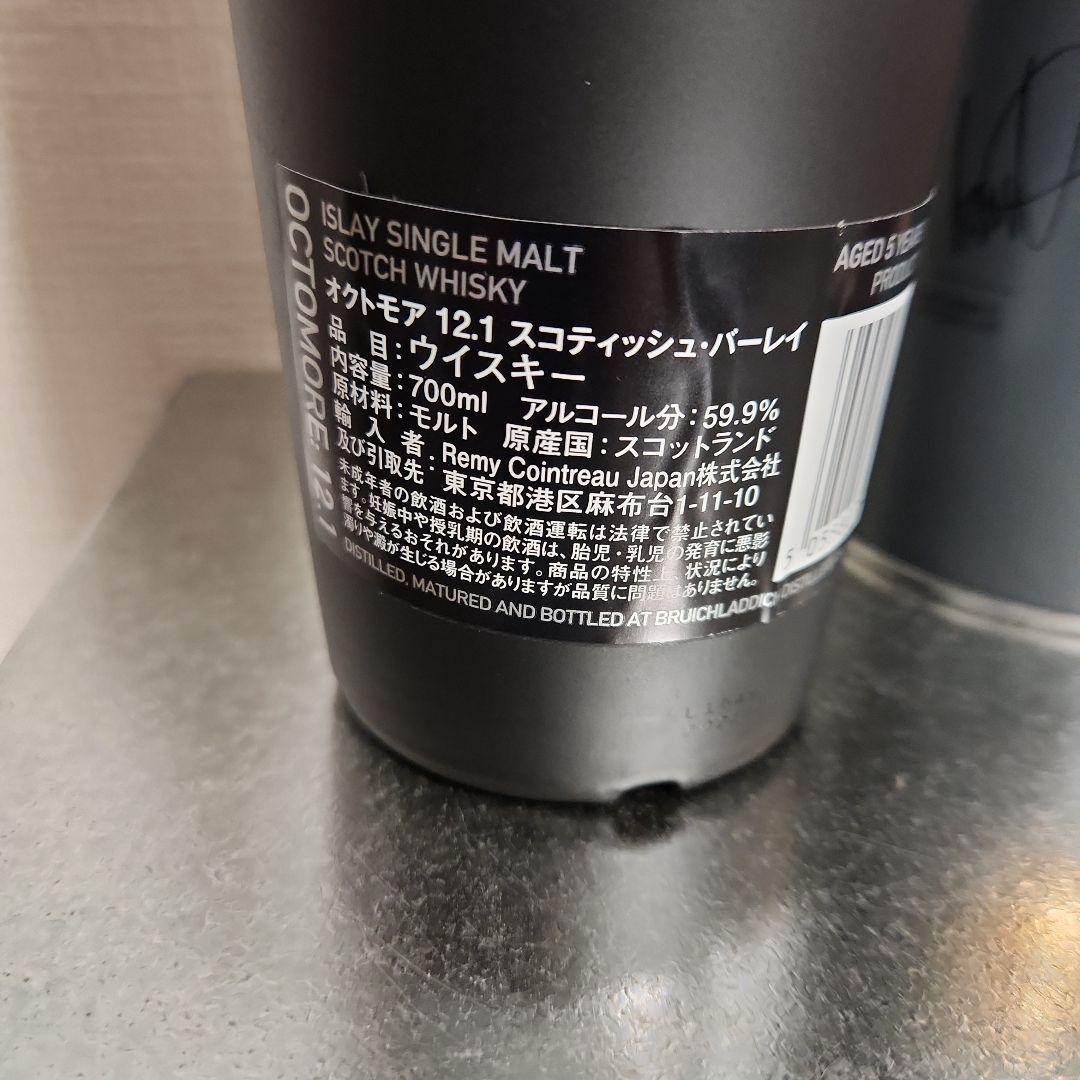 OCTOMORE: 12.1
ISLAY SINGLE MALT
SCOTCH WHISKY
オクトモア 12.1 スコティッシュ・バーレイ
品 目:ウイスキー
内容量:700ml アルコール分:59.9%
原材料:モルト 原産国:スコットランド
輸入者 Remy Cointreau Japan株式会社
及び引取先:東京都港区麻布台1-11-10
未成年者の飲酒および飲酒運転は法律で禁止されてい
ます。妊娠中や授乳期の飲酒は、胎児・乳児の発育に悪影
響を与えるおそれがあります。商品の特性上、状況により
濁りや澱が生じる場合がありますが品質に問題はありません。
DISTILLED, MATURED AND BOTTLED AT BRUICHLADDICH
AGED 5 YEARS